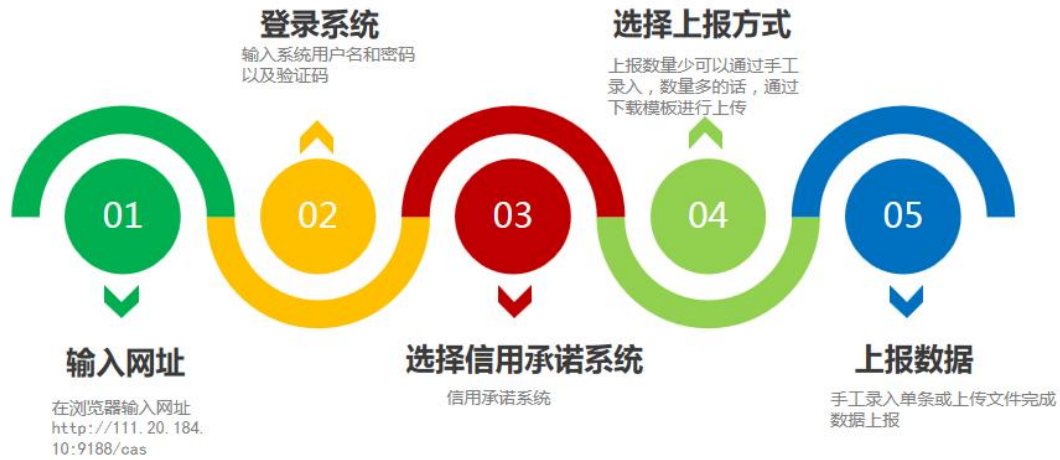 登录系统
输入系统用户名和密码
以及验证码
选择上报方式
上报数量少可以通过手工
录入，数量多的话，通过
下载模板进行上传
01
02
03
04
05
输入网址
在浏览器输入网址
http://111.20.184.
10:9188/cas
选择信用承诺系统
信用承诺系统
上报数据
手工录入单条或上传文件完成
数据上报